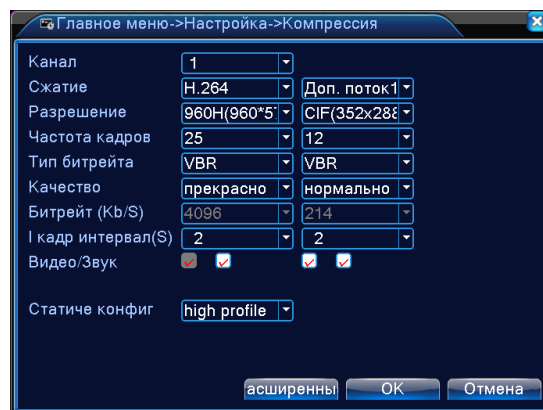 Главное меню->Настройка->Компрессия
Канал 1
Сжатие H.264 Доп. поток1
Разрешение 960H(960*5 CIF(352x288
Частота кадров 25 12
Тип битрейта VBR VBR
Качество прекрасно нормально
Битрейт (Kb/S) 4096 214
I кадр интервал(S) 2 2
Видео/Звук
Статиче конфиг high profile
асширенны OK Отмена